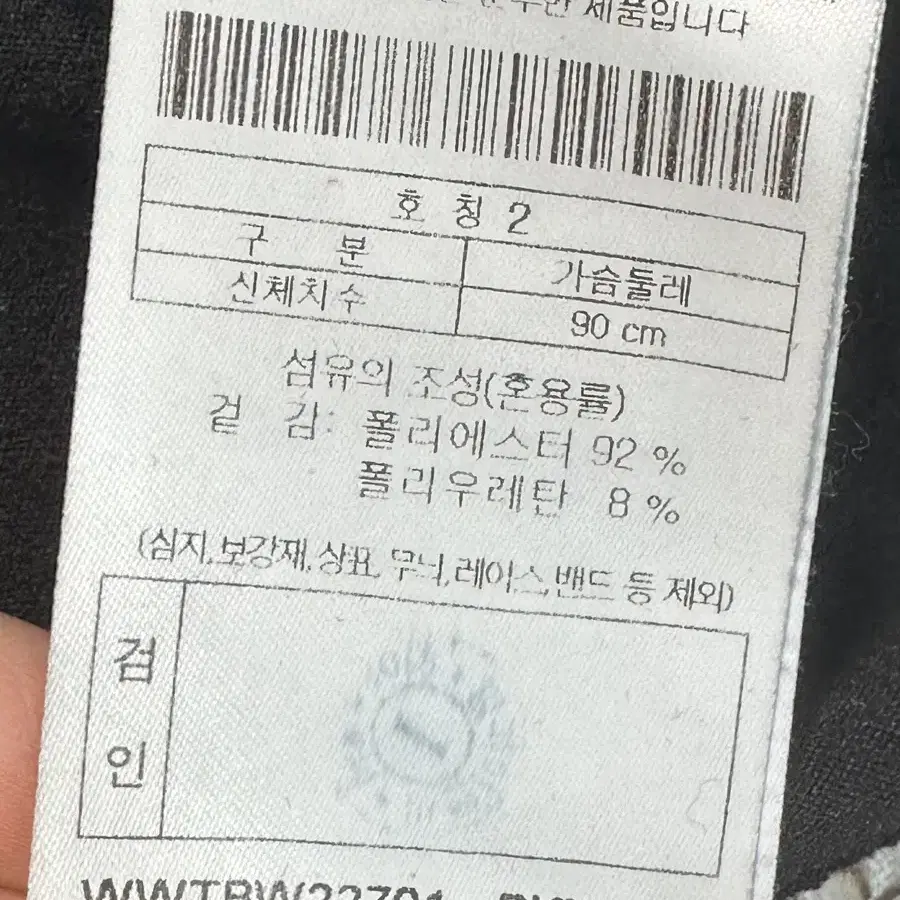 제품입니다
호 칭 2
구 분 가슴둘레
신체치수 90 cm
섬유의 조성(혼용률)
겉 감: 폴리에스터 92 %
폴리우레탄 8 %
(심지,보강재,상표,무늬,레이스,밴드 등 제외)
검
인